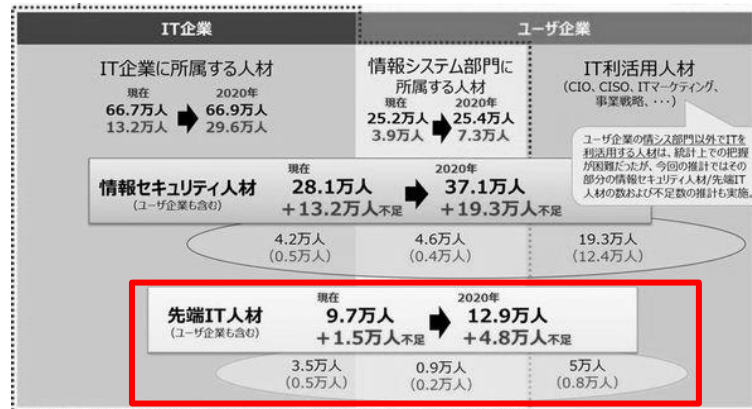 IT企業
ユーザ企業
IT企業に所属する人材
現在 2020年
66.7万人 66.9万人
13.2万人 29.6万人
情報システム部門に
所属する人材
現在 2020年
25.2万人 25.4万人
3.9万人 7.3万人
IT利活用人材
(CIO、CISO、ITマーケティング、
事業戦略、・・・)
ユーザ企業の情シス部門以外でITを
利活用する人材は、統計上での把握
が困難だったが、今回の推計ではその
部分の情報セキュリティ人材/先端IT
人材の数および不足数の推計も実施。
情報セキュリティ人材
(ユーザ企業も含む)
現在 2020年
28.1万人 37.1万人
+13.2万人不足 +19.3万人不足
4.2万人 4.6万人 19.3万人
(0.5万人) (0.4万人) (12.4万人)
先端IT人材
(ユーザ企業も含む)
現在 2020年
9.7万人 12.9万人
+1.5万人不足 +4.8万人不足
3.5万人 0.9万人 5万人
(0.5万人) (0.2万人) (0.8万人)